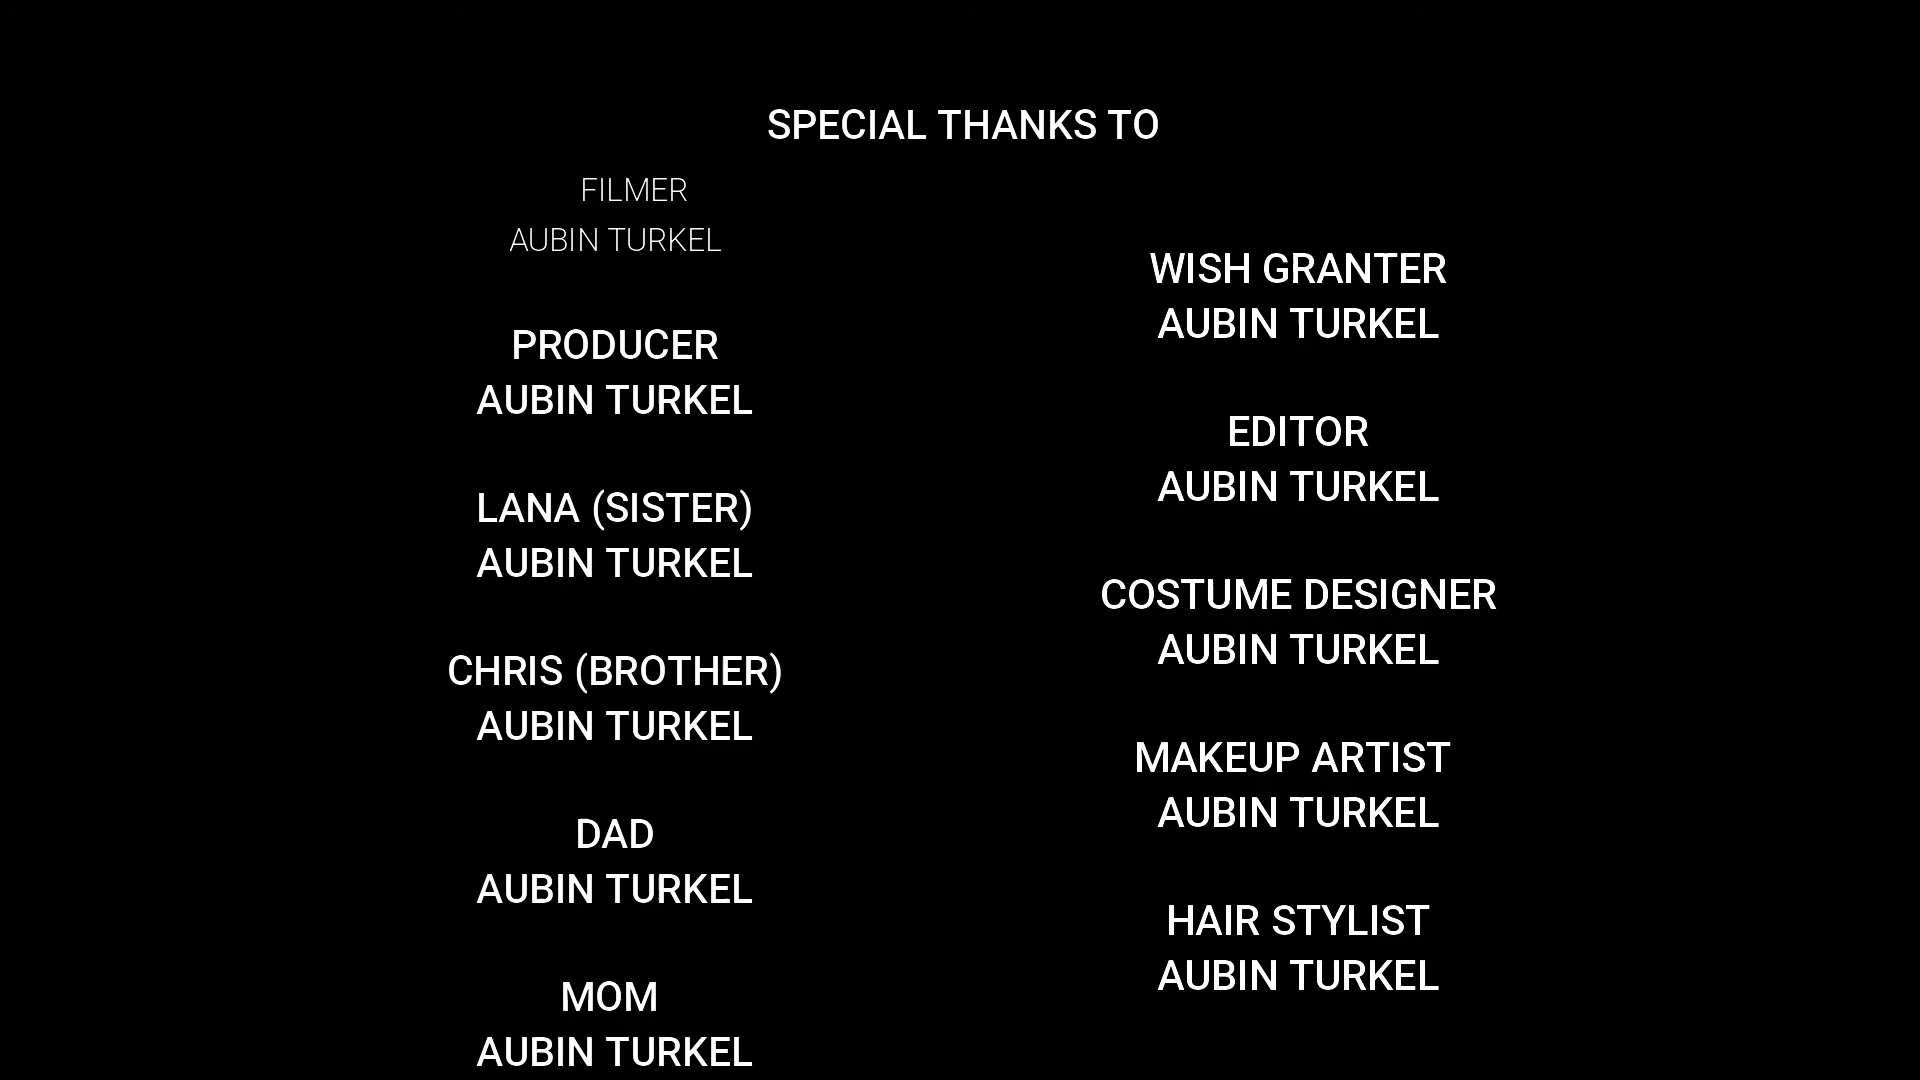 SPECIAL THANKS TO
FILMER
AUBIN TURKEL
PRODUCER
AUBIN TURKEL
LANA (SISTER)
AUBIN TURKEL
CHRIS (BROTHER)
AUBIN TURKEL
DAD
AUBIN TURKEL
MOM
AUBIN TURKEL
WISH GRANTER
AUBIN TURKEL
EDITOR
AUBIN TURKEL
COSTUME DESIGNER
AUBIN TURKEL
MAKEUP ARTIST
AUBIN TURKEL
HAIR STYLIST
AUBIN TURKEL